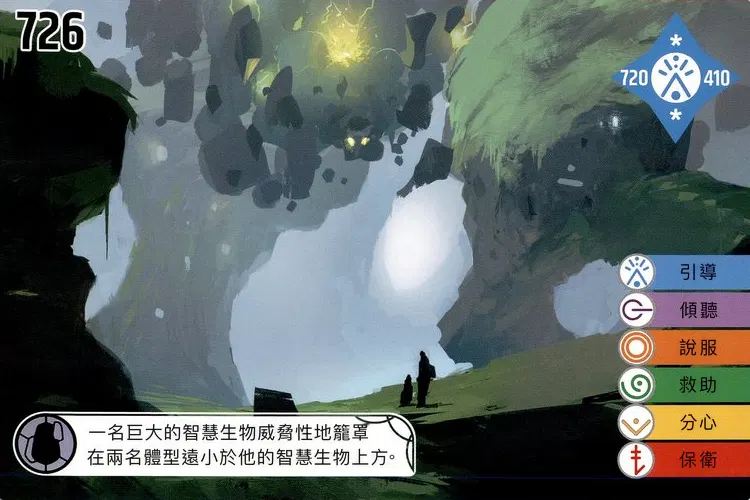 726
*
720 410
*
引導
傾聽
說服
救助
分心
保衛
一名巨大的智慧生物威脅性地籠罩
在兩名體型遠小於他的智慧生物上方。